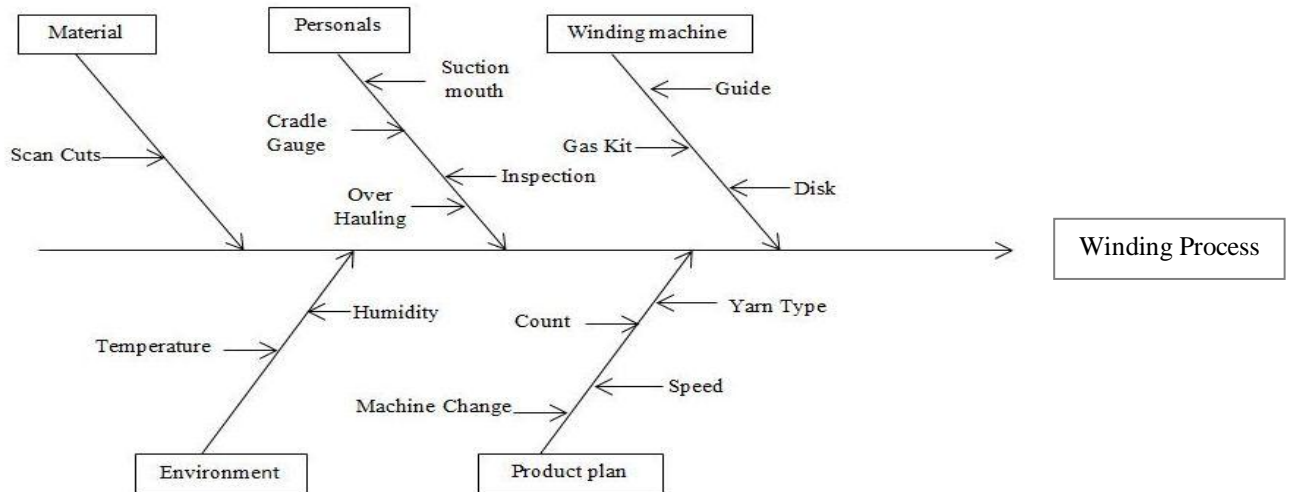 Material
Personals
Winding machine
Suction
mouth
Guide
Cradle
Gauge
Gas Kit
Scan Cuts
Inspection
Disk
Over
Hauling
Winding Process
Humidity
Yarn Type
Count
Temperature
Speed
Machine Change
Environment
Product plan